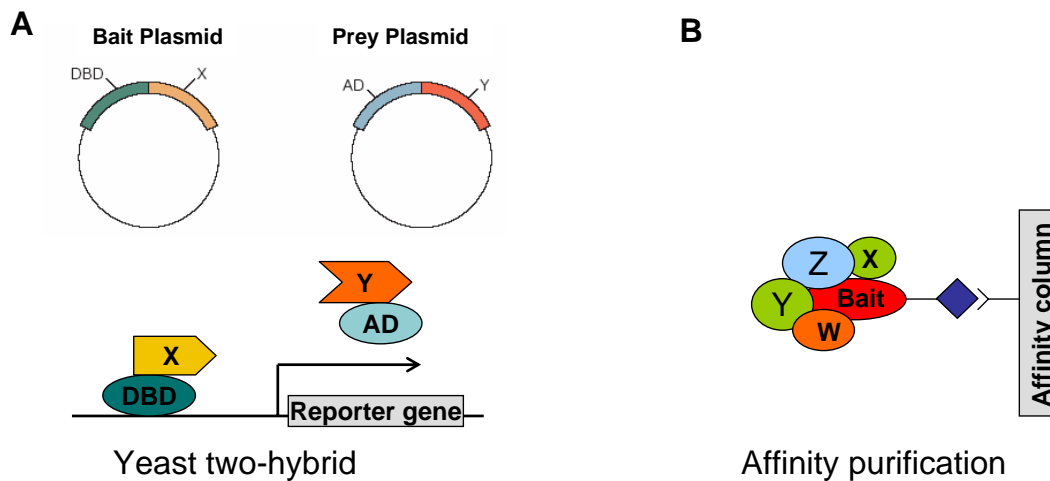 A
Bait Plasmid
Prey Plasmid
B
DBD
X
AD
Y
Y
AD
X
DBD
Reporter gene
Yeast two-hybrid
Z
X
Y
Bait
W
Affinity column
Affinity purification